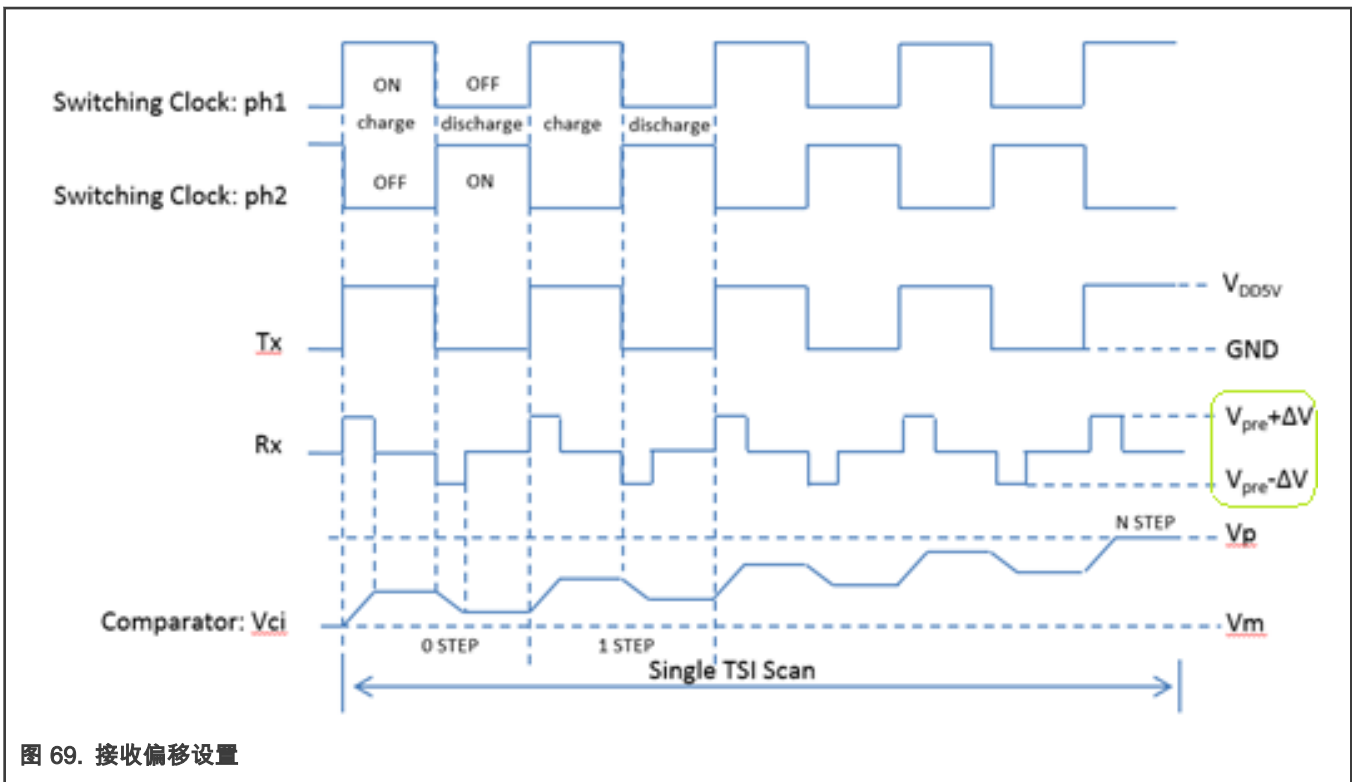 Switching Clock: ph1
ON
OFF
charge
discharge
charge
discharge
Switching Clock: ph2
OFF
ON
Tx
V_DD5V
GND
Rx
V_pre+ΔV
V_pre-ΔV
N STEP
Vp
Comparator: Vci
Vm
0 STEP
1 STEP
Single TSI Scan
图 69. 接收偏移设置